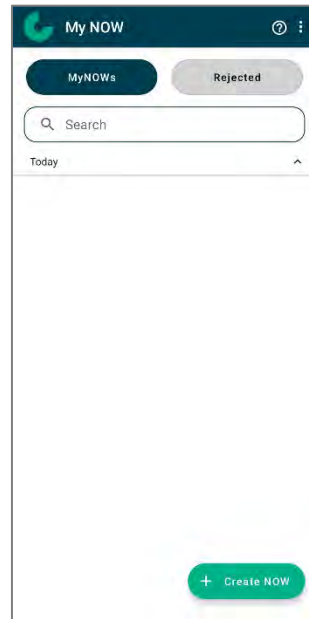 My NOW
MyNOWs
Rejected
Search
Today
+ Create NOW